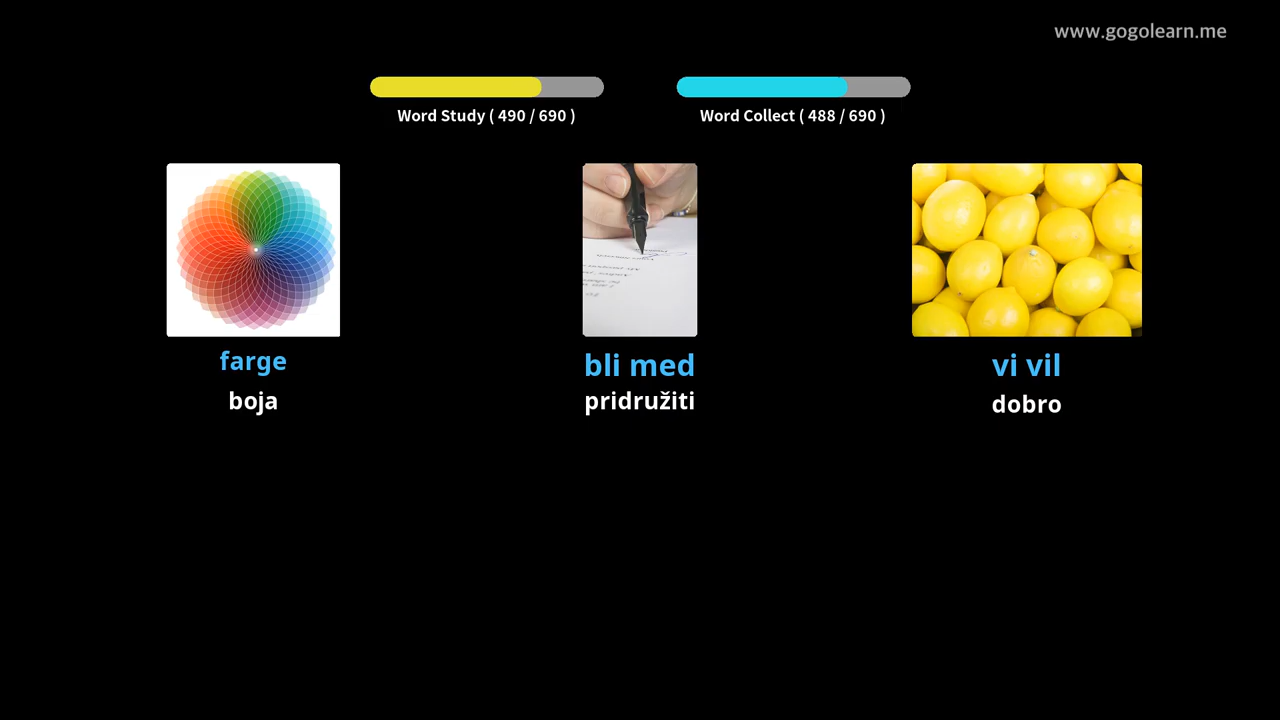 www.gogolearn.me
Word Study ( 490 / 690 )
Word Collect ( 488 / 690 )
farge
boja
bli med
pridružiti
vi vil
dobro